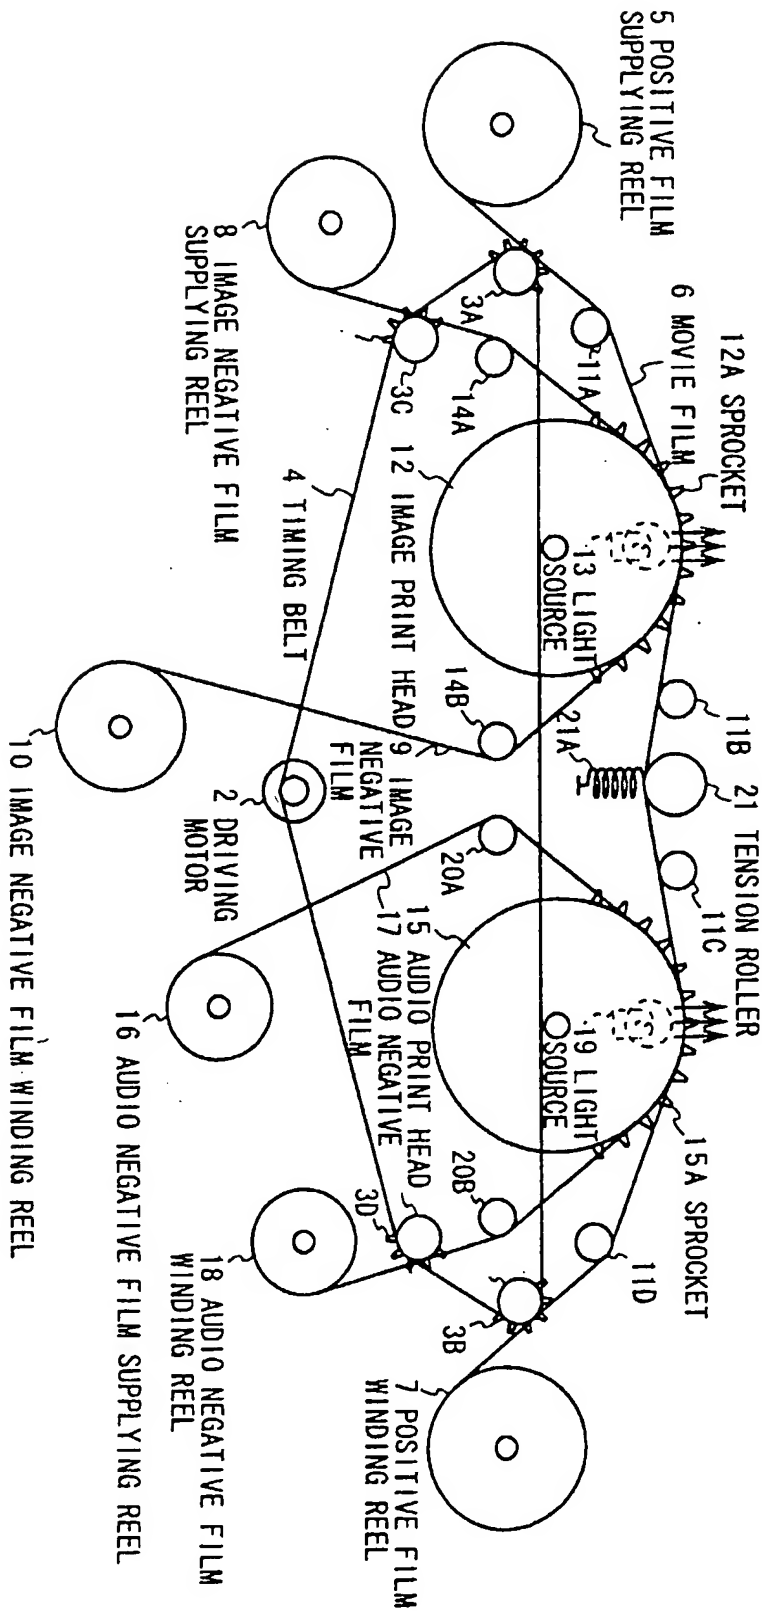 5 POSITIVE FILM
SUPPLYING REEL
6 MOVIE FILM
12A SPROCKET
11B
21 TENSION ROLLER
11C
15A SPROCKET
11D
7 POSITIVE FILM
WINDING REEL
11A
3A
14A
3C
8 IMAGE NEGATIVE FILM
SUPPLYING REEL
4 TIMING BELT
12 IMAGE PRINT HEAD
13 LIGHT
SOURCE
21A
14B
9 IMAGE
NEGATIVE
FILM
2 DRIVING
MOTOR
10 IMAGE NEGATIVE FILM WINDING REEL
20A
15 AUDIO PRINT HEAD
17 AUDIO NEGATIVE
FILM
19 LIGHT
SOURCE
20B
3D
3B
16 AUDIO NEGATIVE FILM SUPPLYING REEL
18 AUDIO NEGATIVE FILM
WINDING REEL